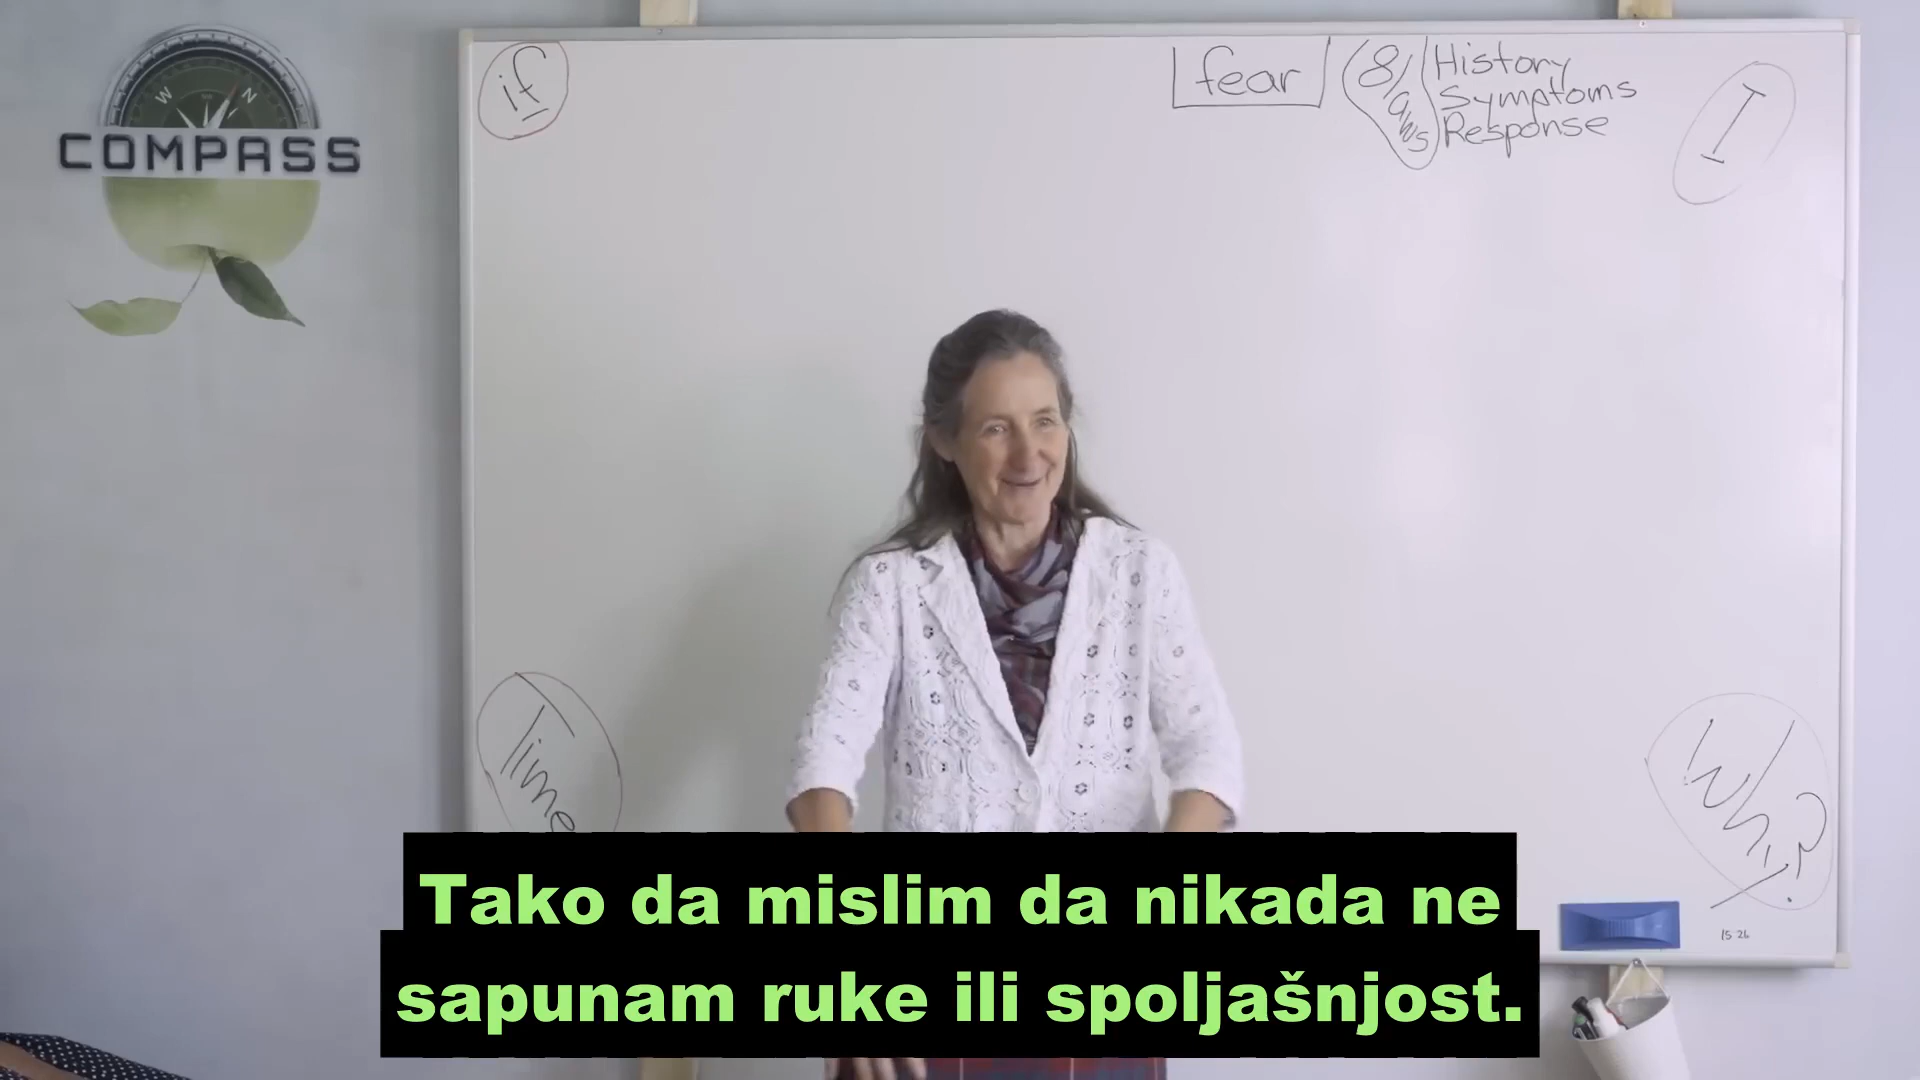 W N
COMPASS
if
fear
8 laws
History
Symptoms
Response
I
Time
Why?
15:26
Tako da mislim da nikada ne
sapunam ruke ili spoljašnjost.